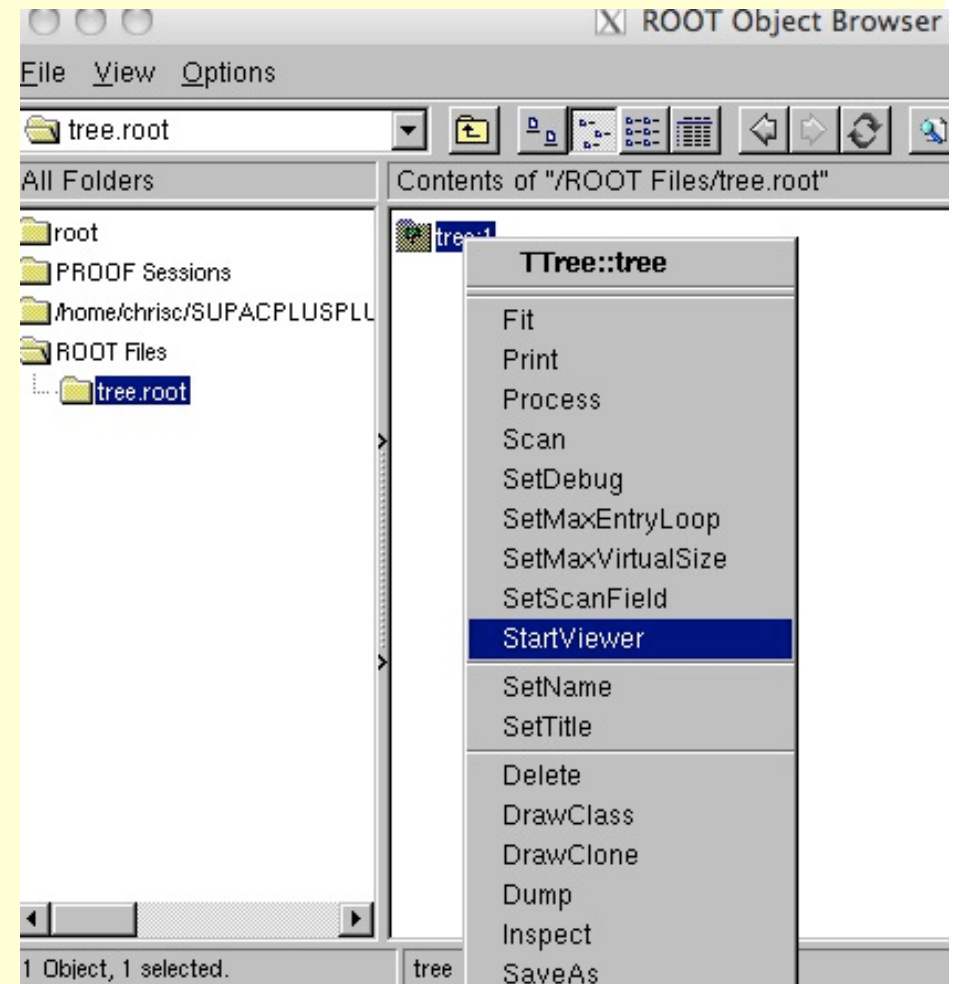 X ROOT Object Browser
File View Options
tree.root
All Folders
Contents of "/ROOT Files/tree.root"
root
PROOF Sessions
/home/chrisc/SUPACPLUSPLU
ROOT Files
tree.root
tree;1
TTree::tree
Fit
Print
Process
Scan
SetDebug
SetMaxEntryLoop
SetMaxVirtualSize
SetScanField
StartViewer
SetName
SetTitle
Delete
DrawClass
DrawClone
Dump
Inspect
SaveAs
1 Object, 1 selected.
tree